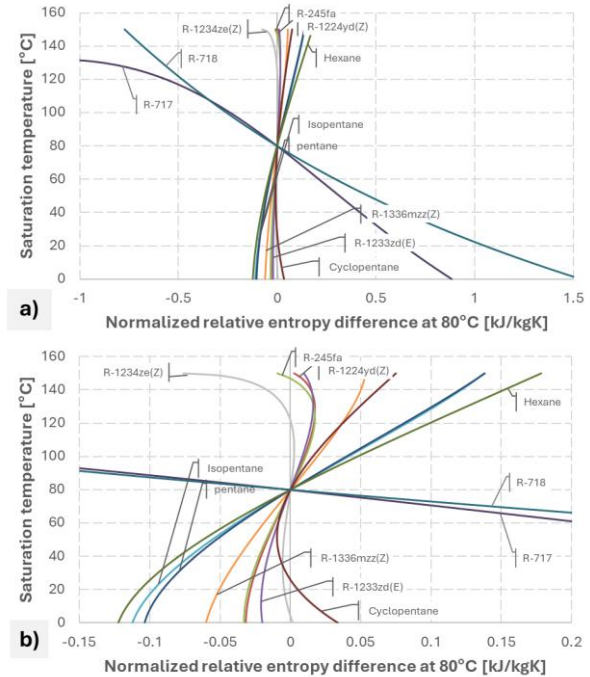 160
140
120
100
80
60
40
20
0
Saturation temperature [°C]
R-1234ze(Z)
R-245fa
R-1224yd(Z)
R-718
Hexane
R-717
Isopentane
pentane
R-1336mzz(Z)
R-1233zd(E)
Cyclopentane
-1 -0.5 0 0.5 1 1.5
a)
Normalized relative entropy difference at 80°C [kJ/kgK]
160
140
120
100
80
60
40
20
0
Saturation temperature [°C]
R-1234ze(Z)
R-245fa
R-1224yd(Z)
Hexane
Isopentane
pentane
R-718
R-717
R-1336mzz(Z)
R-1233zd(E)
Cyclopentane
-0.15 -0.1 -0.05 0 0.05 0.1 0.15 0.2
b)
Normalized relative entropy difference at 80°C [kJ/kgK]